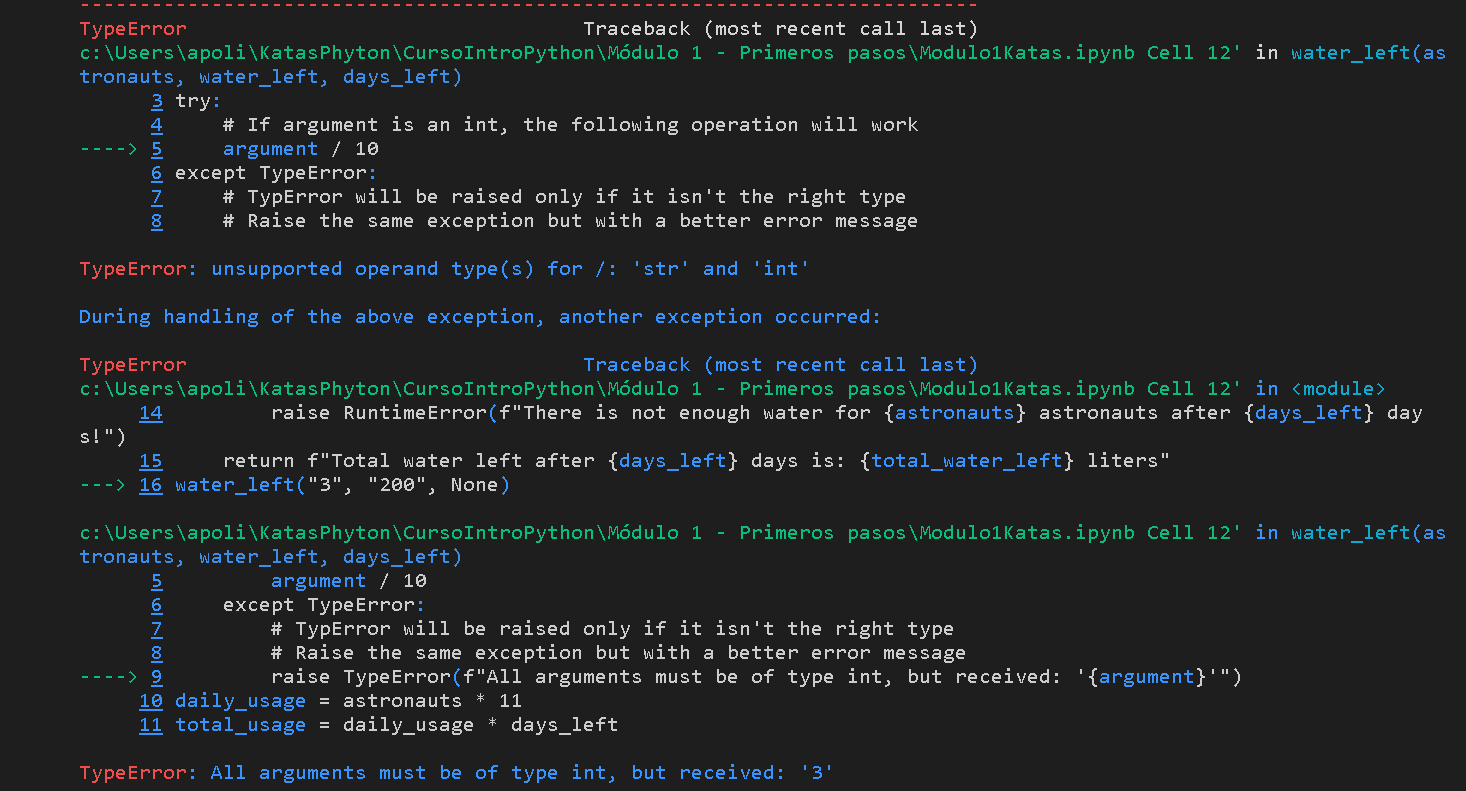 ---------------------------------------------------------------------------
TypeError                                 Traceback (most recent call last)
c:\Users\apoli\KatasPhyton\CursoIntroPython\Módulo 1 - Primeros pasos\Modulo1Katas.ipynb Cell 12' in water_left(as
tronauts, water_left, days_left)
      3 try:
      4     # If argument is an int, the following operation will work
----> 5     argument / 10
      6 except TypeError:
      7     # TypError will be raised only if it isn't the right type
      8     # Raise the same exception but with a better error message
TypeError: unsupported operand type(s) for /: 'str' and 'int'
During handling of the above exception, another exception occurred:
TypeError                                 Traceback (most recent call last)
c:\Users\apoli\KatasPhyton\CursoIntroPython\Módulo 1 - Primeros pasos\Modulo1Katas.ipynb Cell 12' in <module>
     14         raise RuntimeError(f"There is not enough water for {astronauts} astronauts after {days_left} day
s!")
     15     return f"Total water left after {days_left} days is: {total_water_left} liters"
---> 16 water_left("3", "200", None)
c:\Users\apoli\KatasPhyton\CursoIntroPython\Módulo 1 - Primeros pasos\Modulo1Katas.ipynb Cell 12' in water_left(as
tronauts, water_left, days_left)
      5         argument / 10
      6     except TypeError:
      7         # TypError will be raised only if it isn't the right type
      8         # Raise the same exception but with a better error message
----> 9         raise TypeError(f"All arguments must be of type int, but received: '{argument}'")
     10 daily_usage = astronauts * 11
     11 total_usage = daily_usage * days_left
TypeError: All arguments must be of type int, but received: '3'